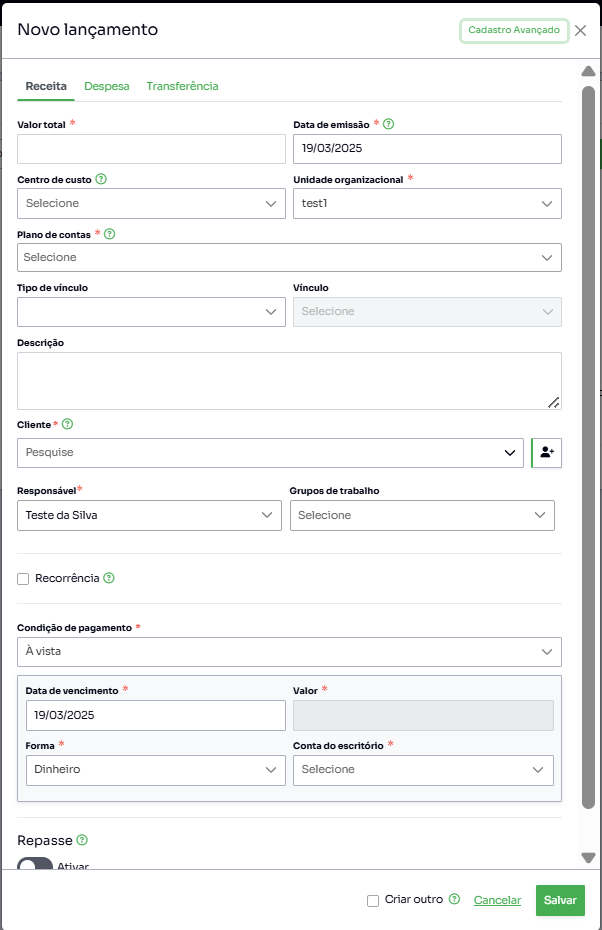 Novo lançamento
Cadastro Avançado
Receita Despesa Transferência
Valor total * Data de emissão *
19/03/2025
Centro de custo Unidade organizacional *
Selecione test1
Plano de contas *
Selecione
Tipo de vínculo Vínculo
Selecione
Descrição
Cliente *
Pesquise
Responsável* Grupos de trabalho
Teste da Silva Selecione
Recorrência
Condição de pagamento *
À vista
Data de vencimento * Valor *
19/03/2025
Forma * Conta do escritório *
Dinheiro Selecione
Repasse
Ativar
Criar outro Cancelar Salvar